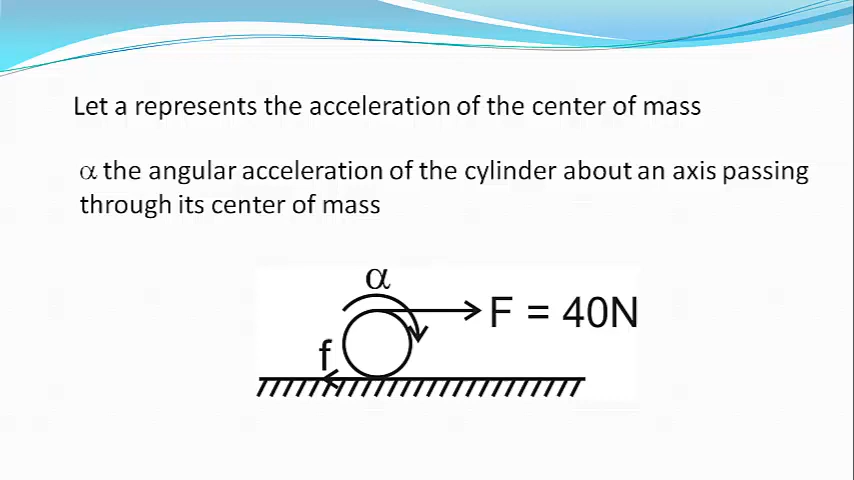 Let a represents the acceleration of the center of mass
α the angular acceleration of the cylinder about an axis passing
through its center of mass
α
F = 40N
f